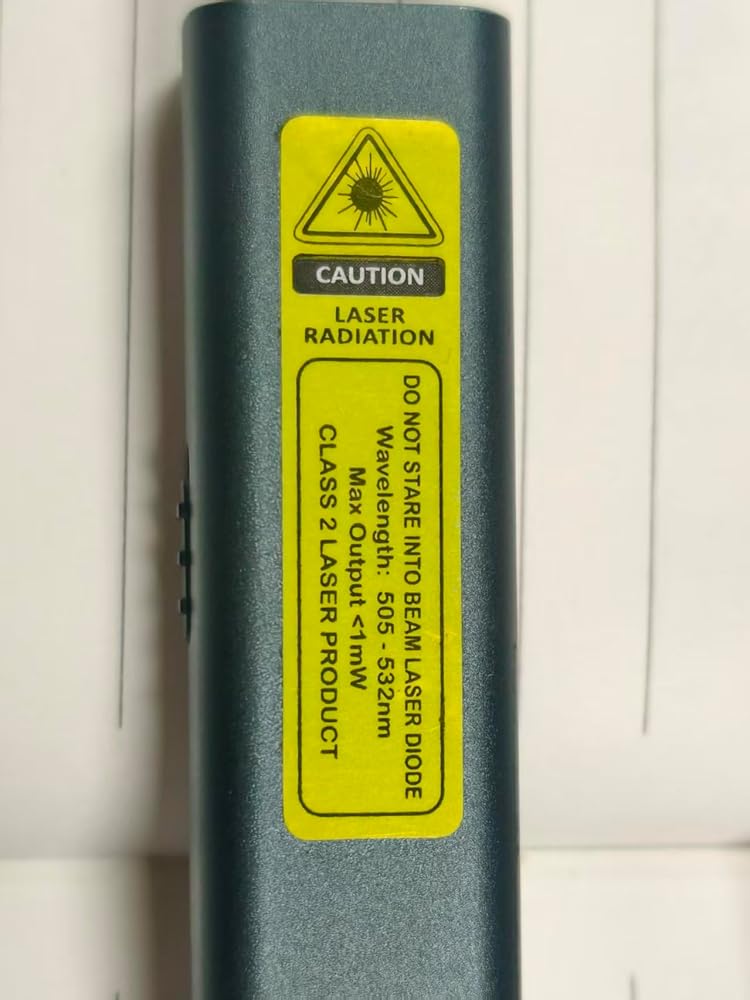 CAUTION
LASER
RADIATION
DO NOT STARE INTO BEAM LASER DIODE
Wavelength: 505 - 532nm
Max Output <1mW
CLASS 2 LASER PRODUCT